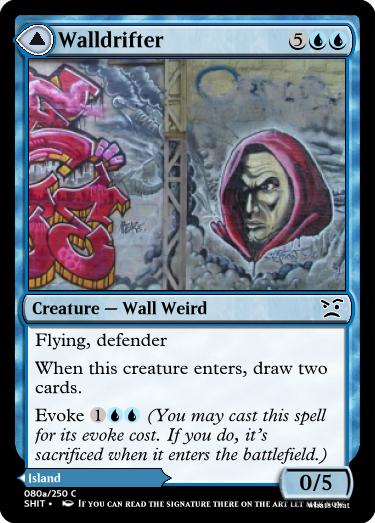 Walldrifter
5
Creature — Wall Weird
Flying, defender
When this creature enters, draw two
cards.
Evoke 1 (You may cast this spell
for its evoke cost. If you do, it's
sacrificed when it enters the battlefield.)
Island
0/5
080a/250 C
SHIT • IF YOU CAN READ THE SIGNATURE THERE ON THE ART LET ME KNOW
whats that